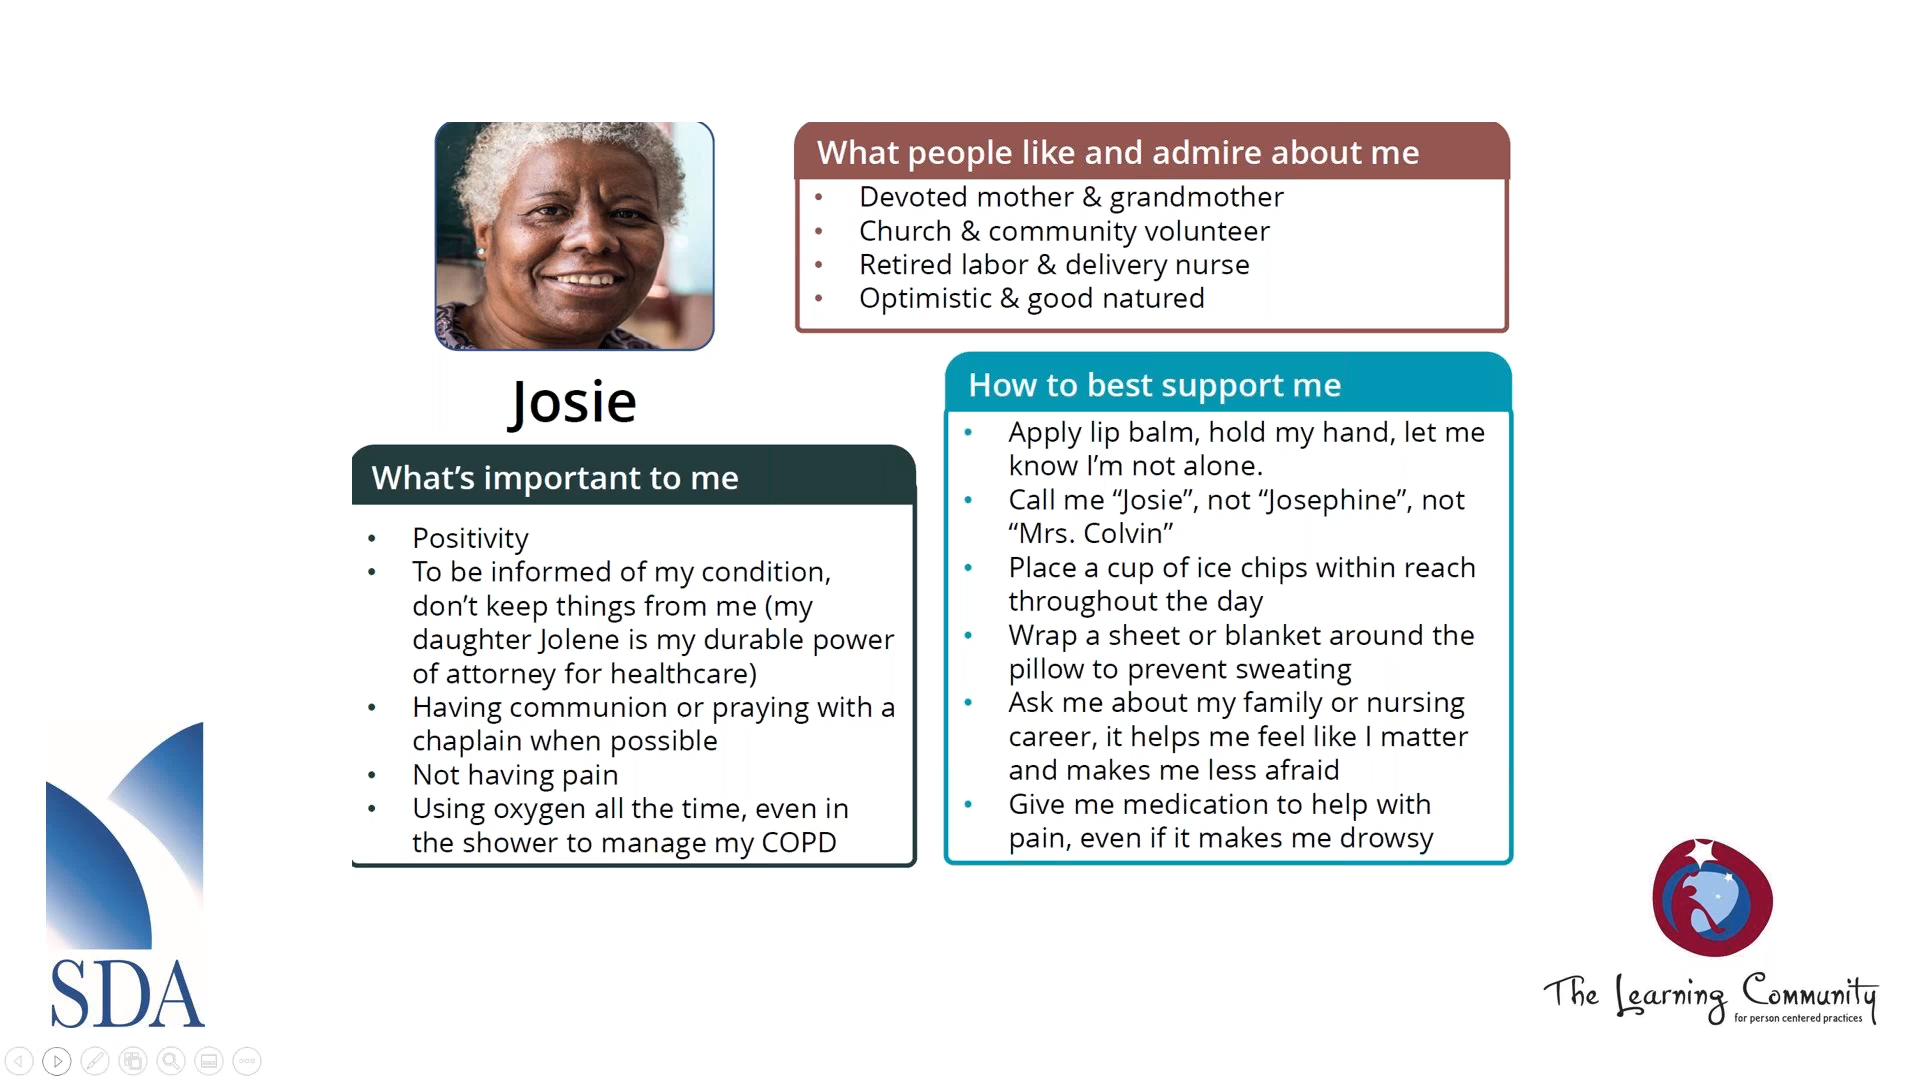 What people like and admire about me
• Devoted mother & grandmother
• Church & community volunteer
• Retired labor & delivery nurse
• Optimistic & good natured
Josie
What’s important to me
• Positivity
• To be informed of my condition,
don’t keep things from me (my
daughter Jolene is my durable power
of attorney for healthcare)
• Having communion or praying with a
chaplain when possible
• Not having pain
• Using oxygen all the time, even in
the shower to manage my COPD
How to best support me
• Apply lip balm, hold my hand, let me
know I’m not alone.
• Call me “Josie”, not “Josephine”, not
“Mrs. Colvin”
• Place a cup of ice chips within reach
throughout the day
• Wrap a sheet or blanket around the
pillow to prevent sweating
• Ask me about my family or nursing
career, it helps me feel like I matter
and makes me less afraid
• Give me medication to help with
pain, even if it makes me drowsy
SDA
The Learning Community
for person centered practices